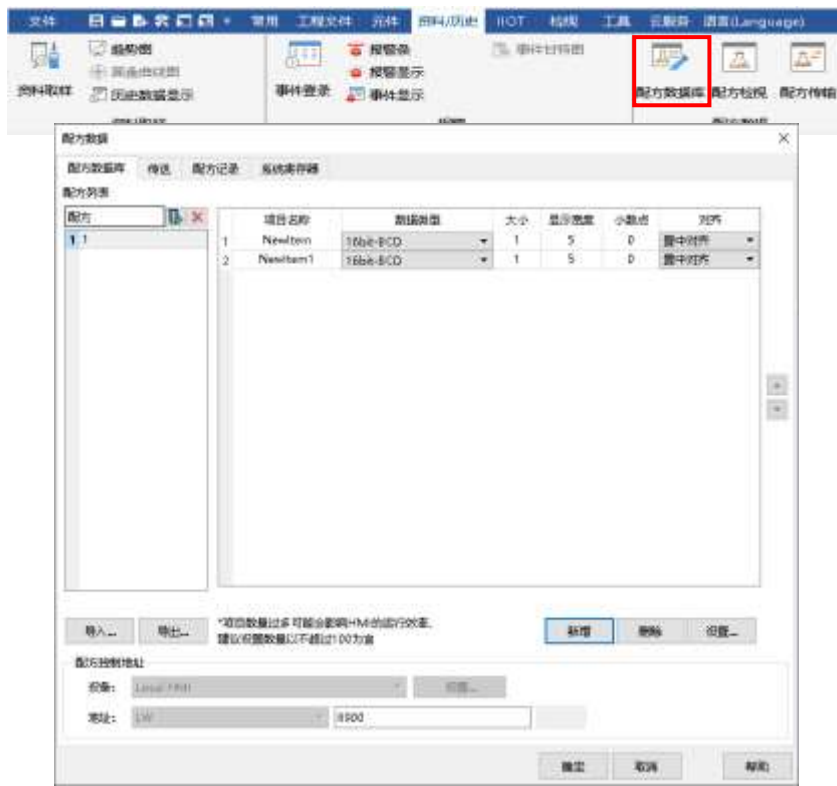 文件 常用 工程文件 元件 资料/历史 IIOT 检视 工具 云服务 语言(Language)
趋势图
资料取样
历史数据显示
事件登录
报警条
报警显示
事件显示
事件甘特图
配方数据库 配方检视 配方传输
配方数据
配方数据库 传送 配方记录 系统寄存器
配方列表
配方
1 1
项目名称 数据类型 大小 显示宽度 小数点 对齐
1 NewItem 16bit-BCD 1 5 0 置中对齐
2 NewItem1 16bit-BCD 1 5 0 置中对齐
导入... 导出...
*项目数量过多可能会影响HMI的运行效率,
建议设置数量以不超过100为宜
新增 删除 设置...
配方控制地址
设备: Local HMI 设置...
地址: LW 8900
确定 取消 帮助